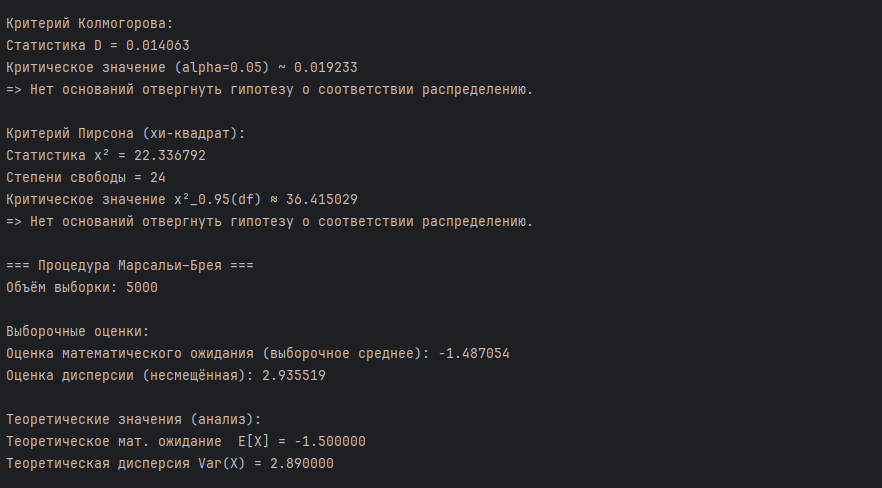 Критерий Колмогорова:
Статистика D = 0.014063
Критическое значение (alpha=0.05) ~ 0.019233
=> Нет оснований отвергнуть гипотезу о соответствии распределению.
Критерий Пирсона (хи-квадрат):
Статистика x² = 22.336792
Степени свободы = 24
Критическое значение x²_0.95(df) ≈ 36.415029
=> Нет оснований отвергнуть гипотезу о соответствии распределению.
=== Процедура Марсальи-Брея ===
Объём выборки: 5000
Выборочные оценки:
Оценка математического ожидания (выборочное среднее): -1.487054
Оценка дисперсии (несмещённая): 2.935519
Теоретические значения (анализ):
Теоретическое мат. ожидание  E[X] = -1.500000
Теоретическая дисперсия Var(X) = 2.890000